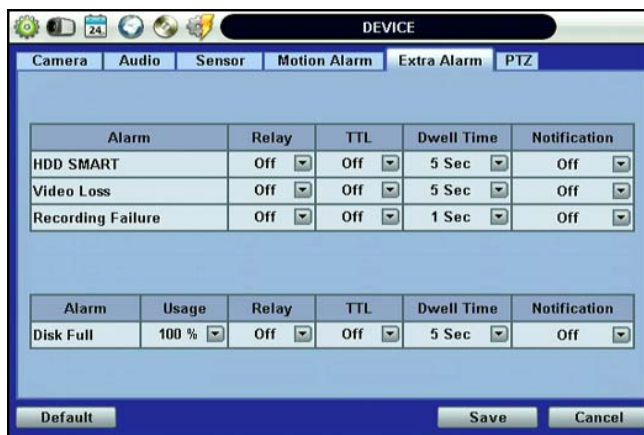 24
DEVICE
Camera Audio Sensor Motion Alarm Extra Alarm PTZ
Alarm Relay TTL Dwell Time Notification
HDD SMART Off Off 5 Sec Off
Video Loss Off Off 5 Sec Off
Recording Failure Off Off 1 Sec Off
Alarm Usage Relay TTL Dwell Time Notification
Disk Full 100 % Off Off 5 Sec Off
Default Save Cancel